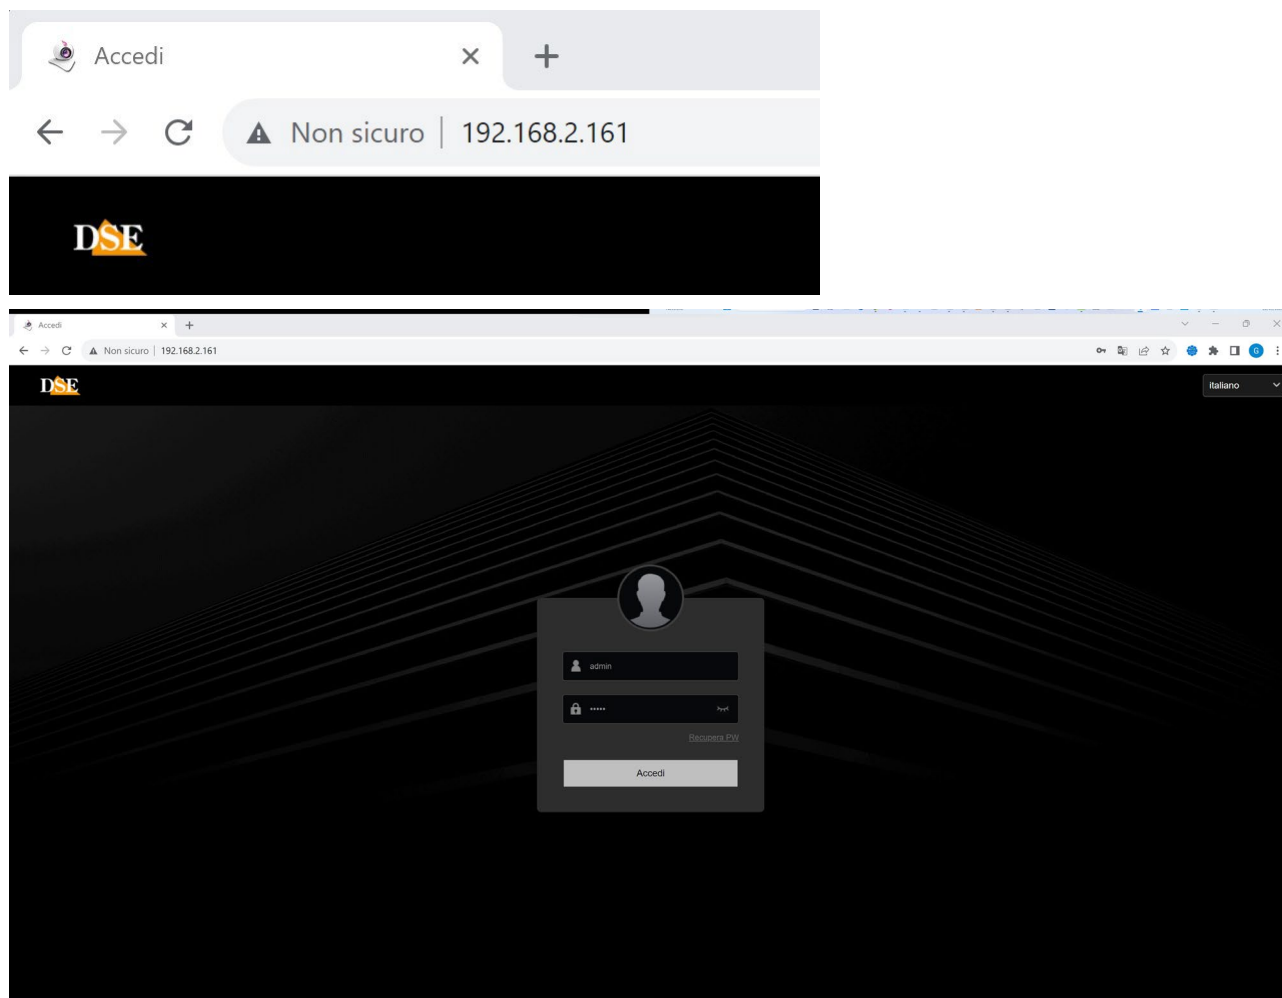 Accedi
Non sicuro | 192.168.2.161
DSE
Accedi
Non sicuro | 192.168.2.161
G
DSE
italiano
admin
•••••
Recupera PW
Accedi